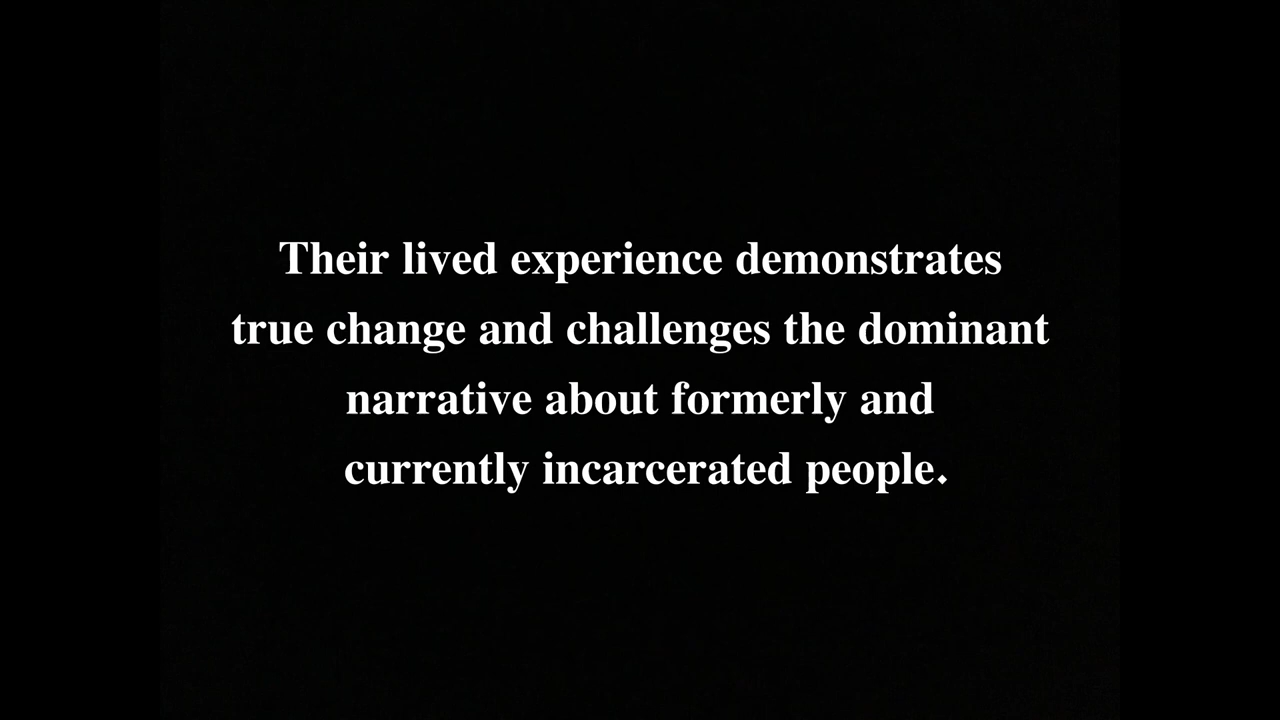 Their lived experience demonstrates
true change and challenges the dominant
narrative about formerly and
currently incarcerated people.